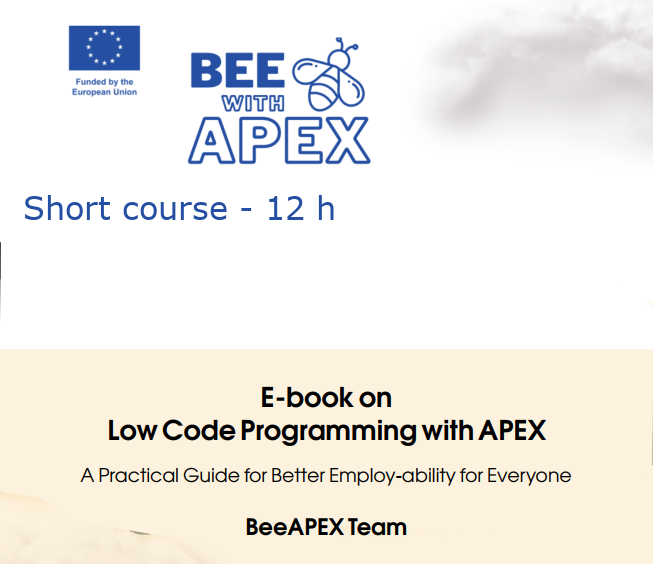 Funded by the
European Union
BEE
WITH
APEX
Short course - 12 h
E-book on
Low Code Programming with APEX
A Practical Guide for Better Employ-ability for Everyone
BeeAPEX Team